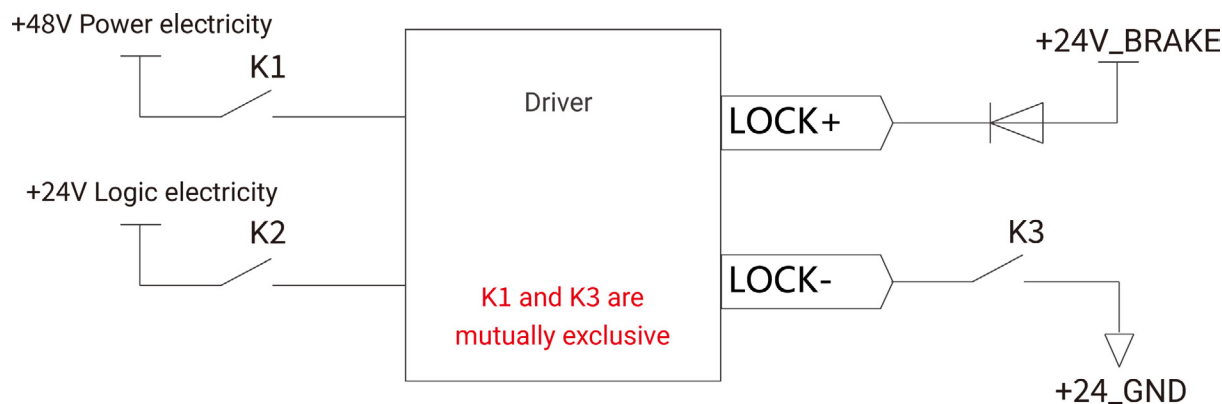 +48V Power electricity
K1
+24V_BRAKE
Driver
LOCK+
+24V Logic electricity
K2
K3
LOCK-
K1 and K3 are
mutually exclusive
+24_GND